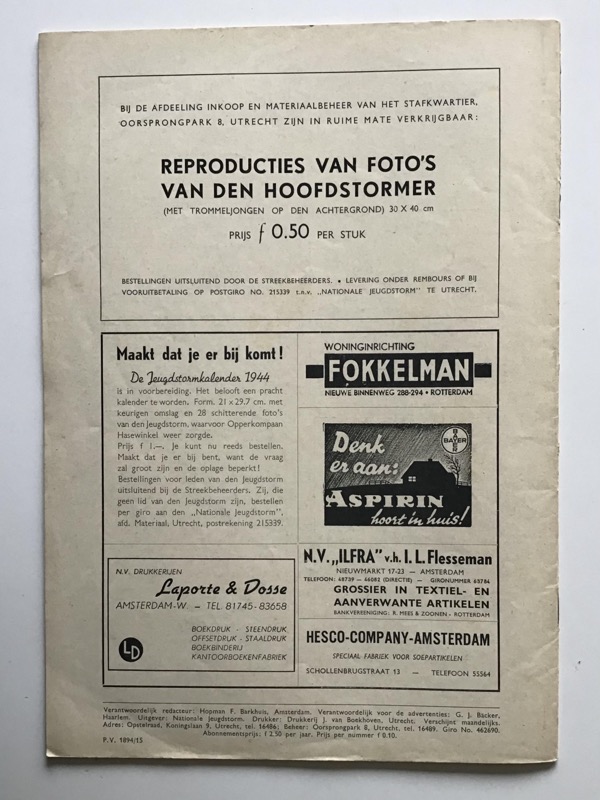 BIJ DE AFDEELING INKOOP EN MATERIAALBEHEER VAN HET STAFKWARTIER,
OORSPRONGPARK 8, UTRECHT ZIJN IN RUIME MATE VERKRIJGBAAR:
REPRODUCTIES VAN FOTO'S
VAN DEN HOOFDSTORMER
(MET TROMMELJONGEN OP DEN ACHTERGROND) 30 X 40 cm
PRIJS f 0.50 PER STUK
BESTELLINGEN UITSLUITEND DOOR DE STREEKBEHEERDERS. • LEVERING ONDER REMBOURS OF BIJ
VOORUITBETALING OP POSTGIRO NO. 215339 t.n.v. „NATIONALE JEUGDSTORM" TE UTRECHT.
Maakt dat je er bij komt!
De Jeugdstormkalender 1944
is in voorbereiding. Het belooft een pracht
kalender te worden. Form. 21 x 29.7 cm. met
keurigen omslag en 28 schitterende foto's
van den jeugdstorm, waarvoor Opperkompaan
Hasewinkel weer zorgde.
Prijs f 1.—. Je kunt nu reeds bestellen.
Maakt dat je er bij bent, want de vraag
zal groot zijn en de oplage beperkt!
Bestellingen voor leden van den Jeugdstorm
uitsluitend bij de Streekbeheerders. Zij, die
geen lid van den Jeugdstorm zijn, bestellen
per giro aan den „Nationale Jeugdstorm",
afd. Materiaal, Utrecht, postrekening 215339.
WONINGINRICHTING
FOKKELMAN
NIEUWE BINNENWEG 288-294 • ROTTERDAM
Denk
er aan:
BAYER
ASPIRIN
hoort in huis!
N.V. DRUKKERIJEN
Laporte & Dosse
AMSTERDAM-W. – TEL. 81745-83658
LD
BOEKDRUK - STEENDRUK
OFFSETDRUK - STAALDRUK
BOEKBINDERIJ
KANTOORBOEKENFABRIEK
N.V. „ILFRA" v.h. I. L. Flesseman
NIEUWMARKT 17-23 — AMSTERDAM
TELEFOON: 48739 — 46082 (DIRECTIE) — GIRONUMMER 65784
GROSSIER IN TEXTIEL- EN
AANVERWANTE ARTIKELEN
BANKVEREENIGING: R. MEES & ZOONEN - ROTTERDAM
HESCO-COMPANY-AMSTERDAM
SPECIAAL FABRIEK VOOR SOEPARTIKELEN
SCHOLLENBRUGSTRAAT 13 — TELEFOON 55564
Verantwoordelijk redacteur: Hopman F. Barkhuis, Amsterdam. Verantwoordelijk voor de advertenties: G. J. Bäcker,
Haarlem. Uitgever: Nationale Jeugdstorm. Drukker: Drukkerij J. van Boekhoven, Utrecht. Verschijnt maandelijks.
Adres: Opstelraad, Koningslaan 9, Utrecht, tel. 16486; Beheer: Oorsprongpark 8, Utrecht, tel. 16489. Giro No. 462690.
Abonnementsprijs: f 2.50 per jaar. Prijs per nummer f 0.10.
P.V. 1894/15